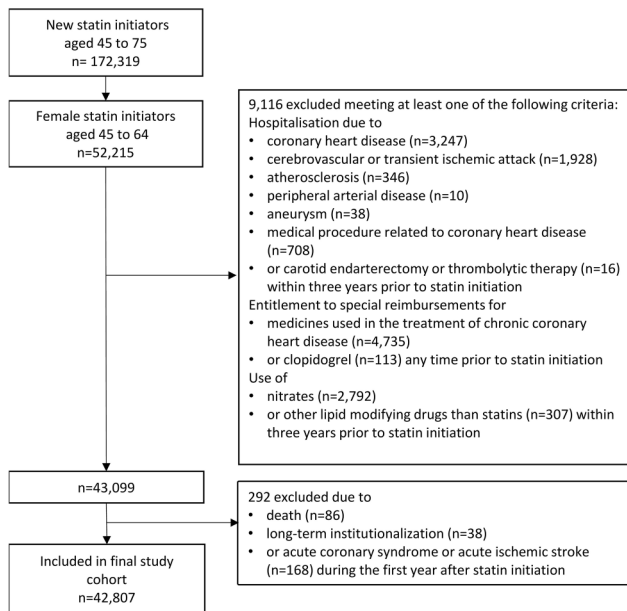 New statin initiators
aged 45 to 75
n= 172,319
Female statin initiators
aged 45 to 64
n=52,215
9,116 excluded meeting at least one of the following criteria:
Hospitalisation due to
• coronary heart disease (n=3,247)
• cerebrovascular or transient ischemic attack (n=1,928)
• atherosclerosis (n=346)
• peripheral arterial disease (n=10)
• aneurysm (n=38)
• medical procedure related to coronary heart disease
(n=708)
• or carotid endarterectomy or thrombolytic therapy (n=16)
within three years prior to statin initiation
Entitlement to special reimbursements for
• medicines used in the treatment of chronic coronary
heart disease (n=4,735)
• or clopidogrel (n=113) any time prior to statin initiation
Use of
• nitrates (n=2,792)
• or other lipid modifying drugs than statins (n=307) within
three years prior to statin initiation
n=43,099
292 excluded due to
• death (n=86)
• long-term institutionalization (n=38)
• or acute coronary syndrome or acute ischemic stroke
(n=168) during the first year after statin initiation
Included in final study
cohort
n=42,807